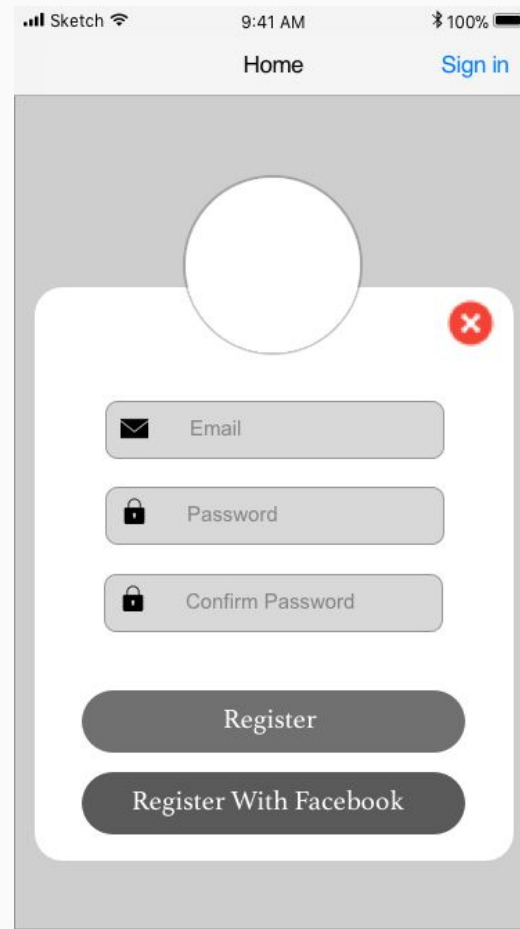 Sketch 9:41 AM 100%
Home Sign in
Email
Password
Confirm Password
Register
Register With Facebook